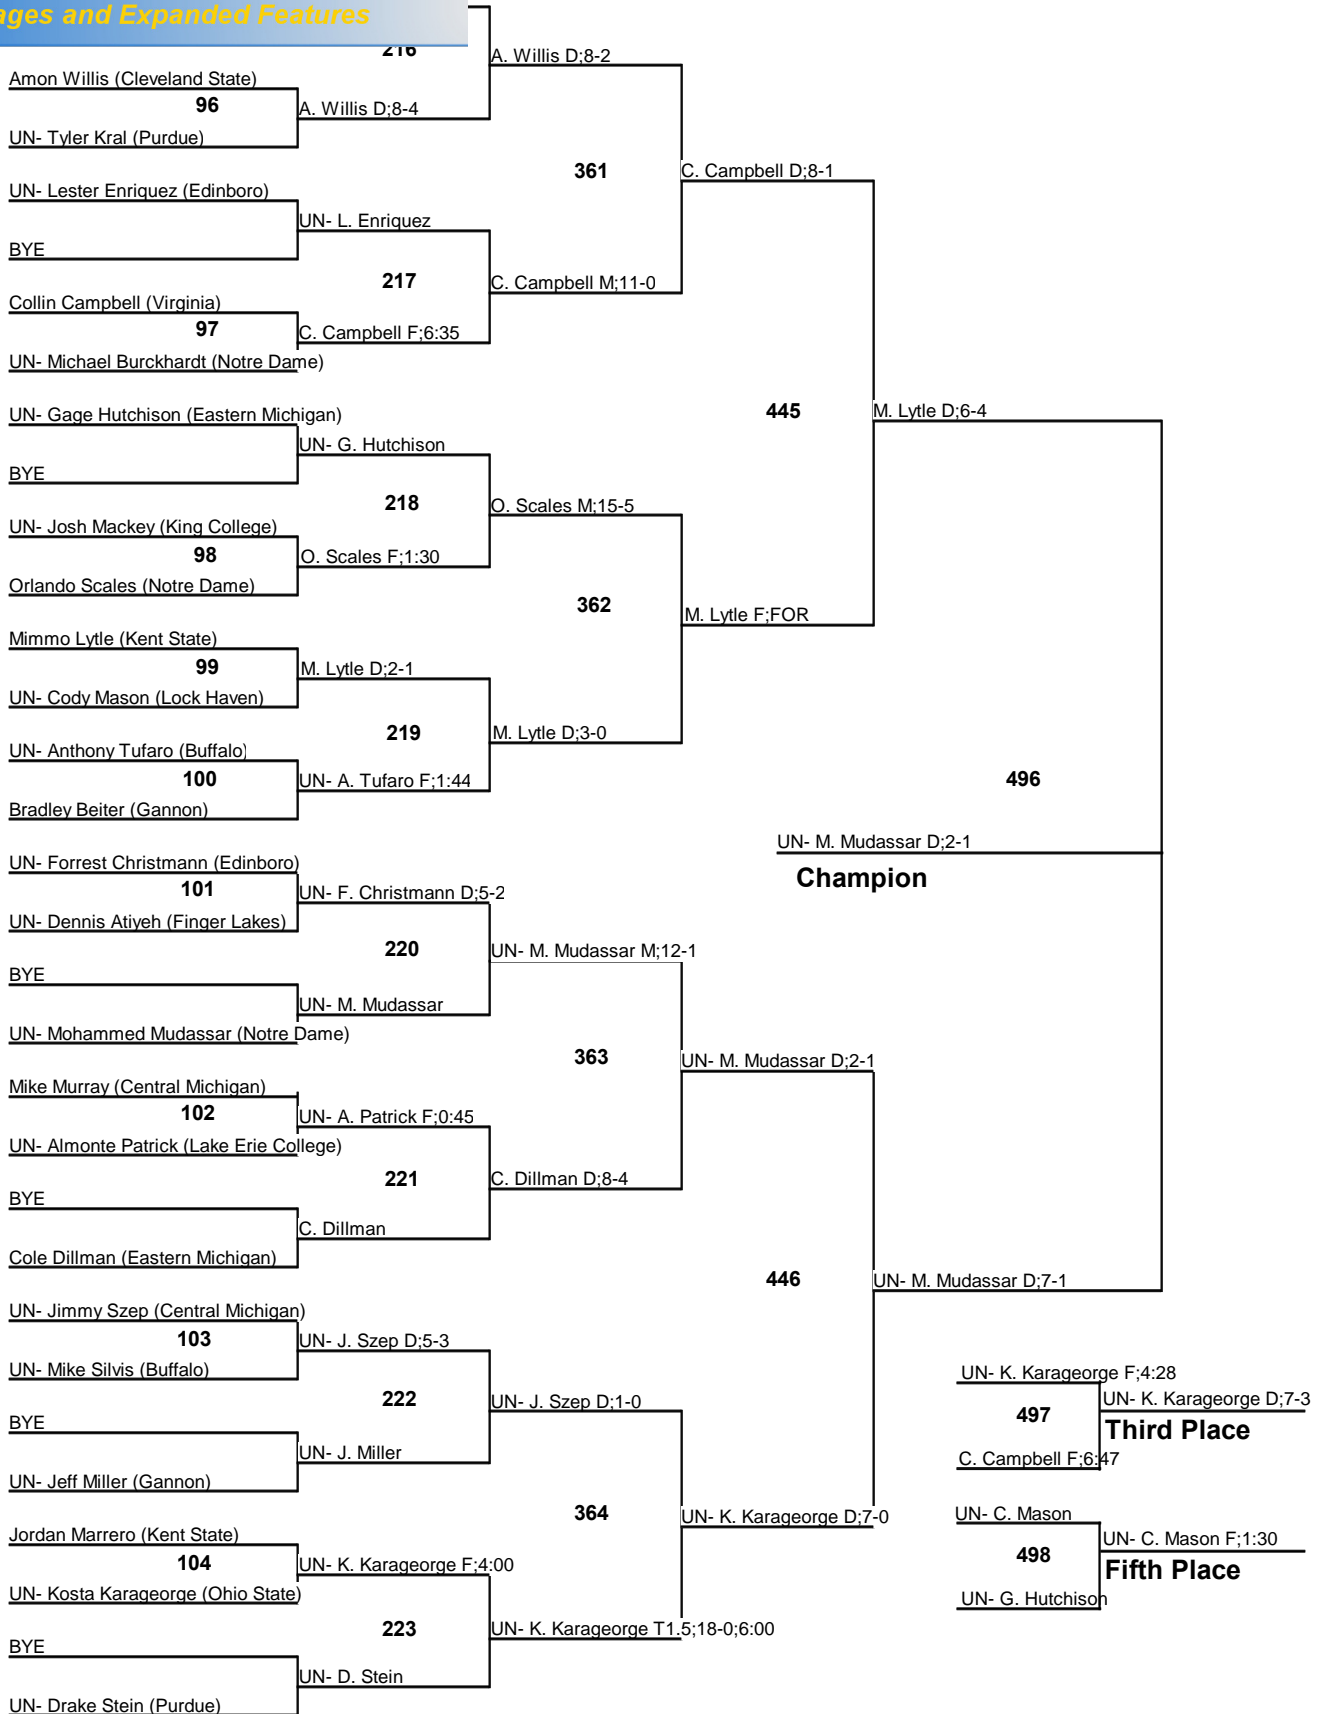 ages and Expanded Features
216
A. Willis D;8-2
Amon Willis (Cleveland State)
96
A. Willis D;8-4
UN- Tyler Kral (Purdue)
361
C. Campbell D;8-1
UN- Lester Enriquez (Edinboro)
UN- L. Enriquez
BYE
217
C. Campbell M;11-0
Collin Campbell (Virginia)
97
C. Campbell F;6:35
UN- Michael Burckhardt (Notre Dame)
UN- Gage Hutchison (Eastern Michigan)
445
M. Lytle D;6-4
UN- G. Hutchison
BYE
218
O. Scales M;15-5
UN- Josh Mackey (King College)
98
O. Scales F;1:30
Orlando Scales (Notre Dame)
362
M. Lytle F;FOR
Mimmo Lytle (Kent State)
99
M. Lytle D;2-1
UN- Cody Mason (Lock Haven)
219
M. Lytle D;3-0
UN- Anthony Tufaro (Buffalo)
100
UN- A. Tufaro F;1:44
496
Bradley Beiter (Gannon)
UN- M. Mudassar D;2-1
Champion
UN- Forrest Christmann (Edinboro)
101
UN- F. Christmann D;5-2
UN- Dennis Atiyeh (Finger Lakes)
220
UN- M. Mudassar M;12-1
BYE
UN- M. Mudassar
UN- Mohammed Mudassar (Notre Dame)
363
UN- M. Mudassar D;2-1
Mike Murray (Central Michigan)
102
UN- A. Patrick F;0:45
UN- Almonte Patrick (Lake Erie College)
221
C. Dillman D;8-4
BYE
C. Dillman
Cole Dillman (Eastern Michigan)
446
UN- M. Mudassar D;7-1
UN- Jimmy Szep (Central Michigan)
103
UN- J. Szep D;5-3
UN- Mike Silvis (Buffalo)
222
UN- J. Szep D;1-0
BYE
UN- J. Miller
UN- Jeff Miller (Gannon)
364
UN- K. Karageorge D;7-0
Jordan Marrero (Kent State)
104
UN- K. Karageorge F;4:00
UN- Kosta Karageorge (Ohio State)
223
UN- K. Karageorge T1.5;18-0;6:00
BYE
UN- D. Stein
UN- Drake Stein (Purdue)
UN- K. Karageorge F;4:28
497
UN- K. Karageorge D;7-3
Third Place
C. Campbell F;6:47
UN- C. Mason
498
UN- C. Mason F;1:30
Fifth Place
UN- G. Hutchison